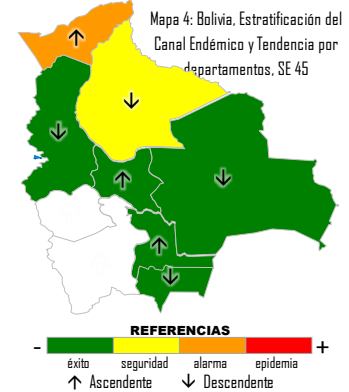 Mapa 4: Bolivia, Estratificación del
Canal Endémico y Tendencia por
departamentos, SE 45
REFERENCIAS
- +
éxito seguridad alarma epidemia
↑ Ascendente ↓ Descendente